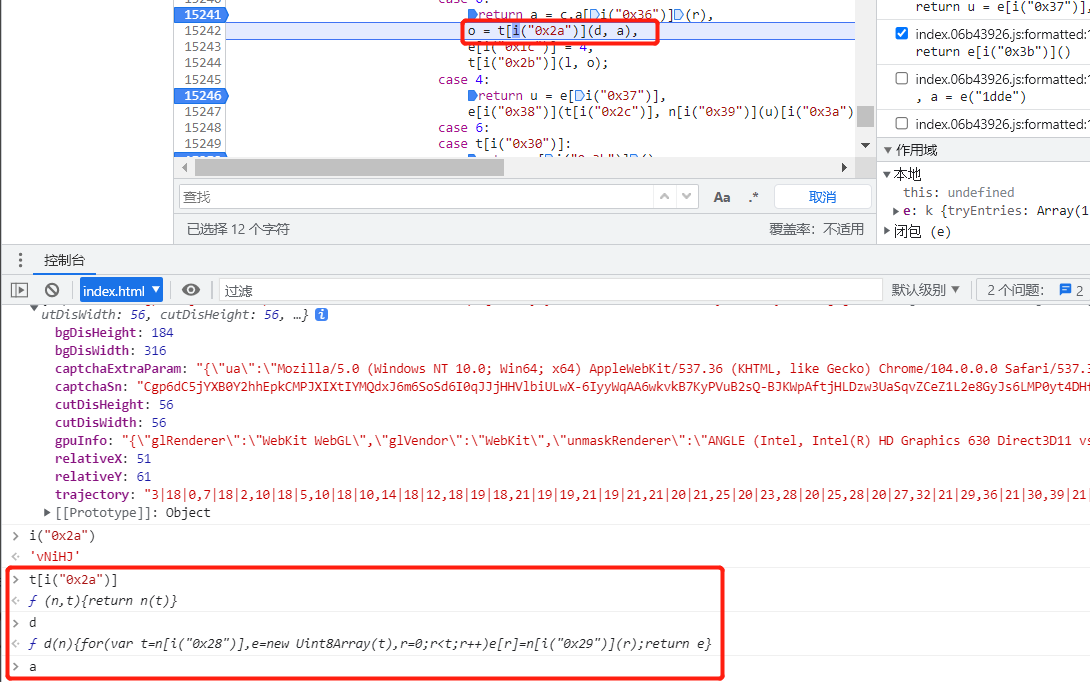 15241 return a = c.a[i("0x36")](r),
15242 o = t[i("0x2a")](d, a),
15243 e[i("0x1c")] = 4,
15244 t[i("0x2b")](l, o);
15245 case 4:
15246 return u = e[i("0x37")],
15247 e[i("0x38")](t[i("0x2c")], n[i("0x39")](u)[i("0x3a")
15248 case 6:
15249 case t[i("0x30")]:
return u = e[i("0x37")],
index.06b43926.js:formatted:
return e[i("0x3b")]()
index.06b43926.js:formatted:
, a = e("1dde")
index.06b43926.js:formatted:
作用域
本地
this: undefined
e: k {tryEntries: Array(1
闭包 (e)
查找
Aa .* 取消
已选择 12 个字符
覆盖率: 不适用
控制台
index.html
过滤
默认级别
2 个问题: 2
utDisWidth: 56, cutDisHeight: 56, …}
bgDisHeight: 184
bgDisWidth: 316
captchaExtraParam: "{\"ua\":\"Mozilla/5.0 (Windows NT 10.0; Win64; x64) AppleWebKit/537.36 (KHTML, like Gecko) Chrome/104.0.0.0 Safari/537.3
captchaSn: "Cgp6dC5jYXB0Y2hhEpkCMPJXIXtIYMQdxJ6m6SoSd6I0qJJjHHVlbiULwX-6IyyWqAA6wkvkB7KyPVuB2sQ-BJKWpAftjHLDzw3UaSqvZCeZ1L2e8GyJs6LMP0yt4DH
cutDisHeight: 56
cutDisWidth: 56
gpuInfo: "{\"glRenderer\":\"WebKit WebGL\",\"glVendor\":\"WebKit\",\"unmaskRenderer\":\"ANGLE (Intel, Intel(R) HD Graphics 630 Direct3D11 vs
relativeX: 51
relativeY: 61
trajectory: "3|18|0,7|18|2,10|18|5,10|18|10,14|18|12,18|19|18,21|19|19,21|19|21,21|20|21,25|20|23,28|20|25,28|20|27,32|21|29,36|21|30,39|21|
[[Prototype]]: Object
i("0x2a")
'vNiHJ'
t[i("0x2a")]
ƒ (n,t){return n(t)}
d
ƒ d(n){for(var t=n[i("0x28")],e=new Uint8Array(t),r=0;r<t;r++)e[r]=n[i("0x29")](r);return e}
a